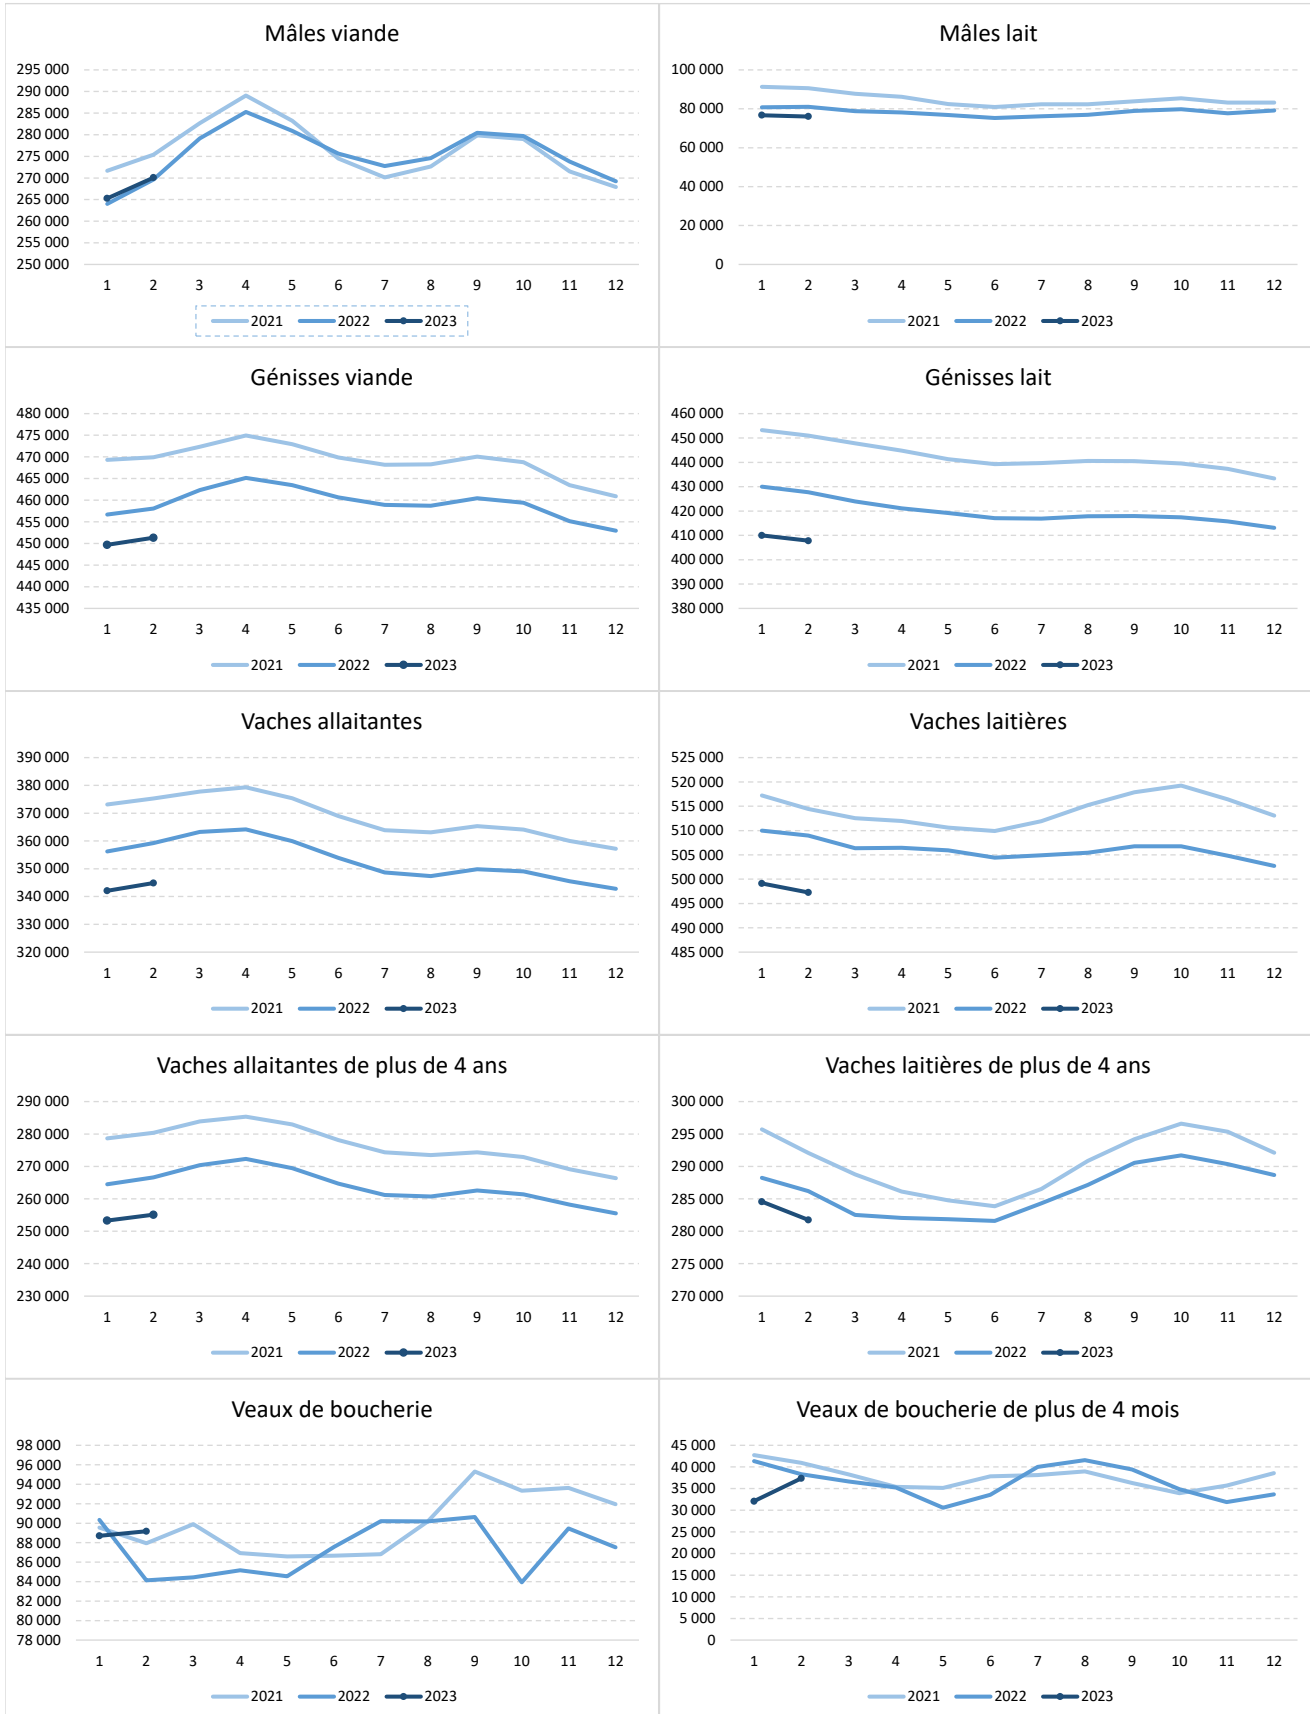 Mâles viande
295 000
290 000
285 000
280 000
275 000
270 000
265 000
260 000
255 000
250 000
1 2 3 4 5 6 7 8 9 10 11 12
2021 2022 2023
Mâles lait
100 000
80 000
60 000
40 000
20 000
0
1 2 3 4 5 6 7 8 9 10 11 12
2021 2022 2023
Génisses viande
480 000
475 000
470 000
465 000
460 000
455 000
450 000
445 000
440 000
435 000
1 2 3 4 5 6 7 8 9 10 11 12
2021 2022 2023
Génisses lait
460 000
450 000
440 000
430 000
420 000
410 000
400 000
390 000
380 000
1 2 3 4 5 6 7 8 9 10 11 12
2021 2022 2023
Vaches allaitantes
390 000
380 000
370 000
360 000
350 000
340 000
330 000
320 000
1 2 3 4 5 6 7 8 9 10 11 12
2021 2022 2023
Vaches laitières
525 000
520 000
515 000
510 000
505 000
500 000
495 000
490 000
485 000
1 2 3 4 5 6 7 8 9 10 11 12
2021 2022 2023
Vaches allaitantes de plus de 4 ans
290 000
280 000
270 000
260 000
250 000
240 000
230 000
1 2 3 4 5 6 7 8 9 10 11 12
2021 2022 2023
Vaches laitières de plus de 4 ans
300 000
295 000
290 000
285 000
280 000
275 000
270 000
1 2 3 4 5 6 7 8 9 10 11 12
2021 2022 2023
Veaux de boucherie
98 000
96 000
94 000
92 000
90 000
88 000
86 000
84 000
82 000
80 000
78 000
1 2 3 4 5 6 7 8 9 10 11 12
2021 2022 2023
Veaux de boucherie de plus de 4 mois
45 000
40 000
35 000
30 000
25 000
20 000
15 000
10 000
5 000
0
1 2 3 4 5 6 7 8 9 10 11 12
2021 2022 2023